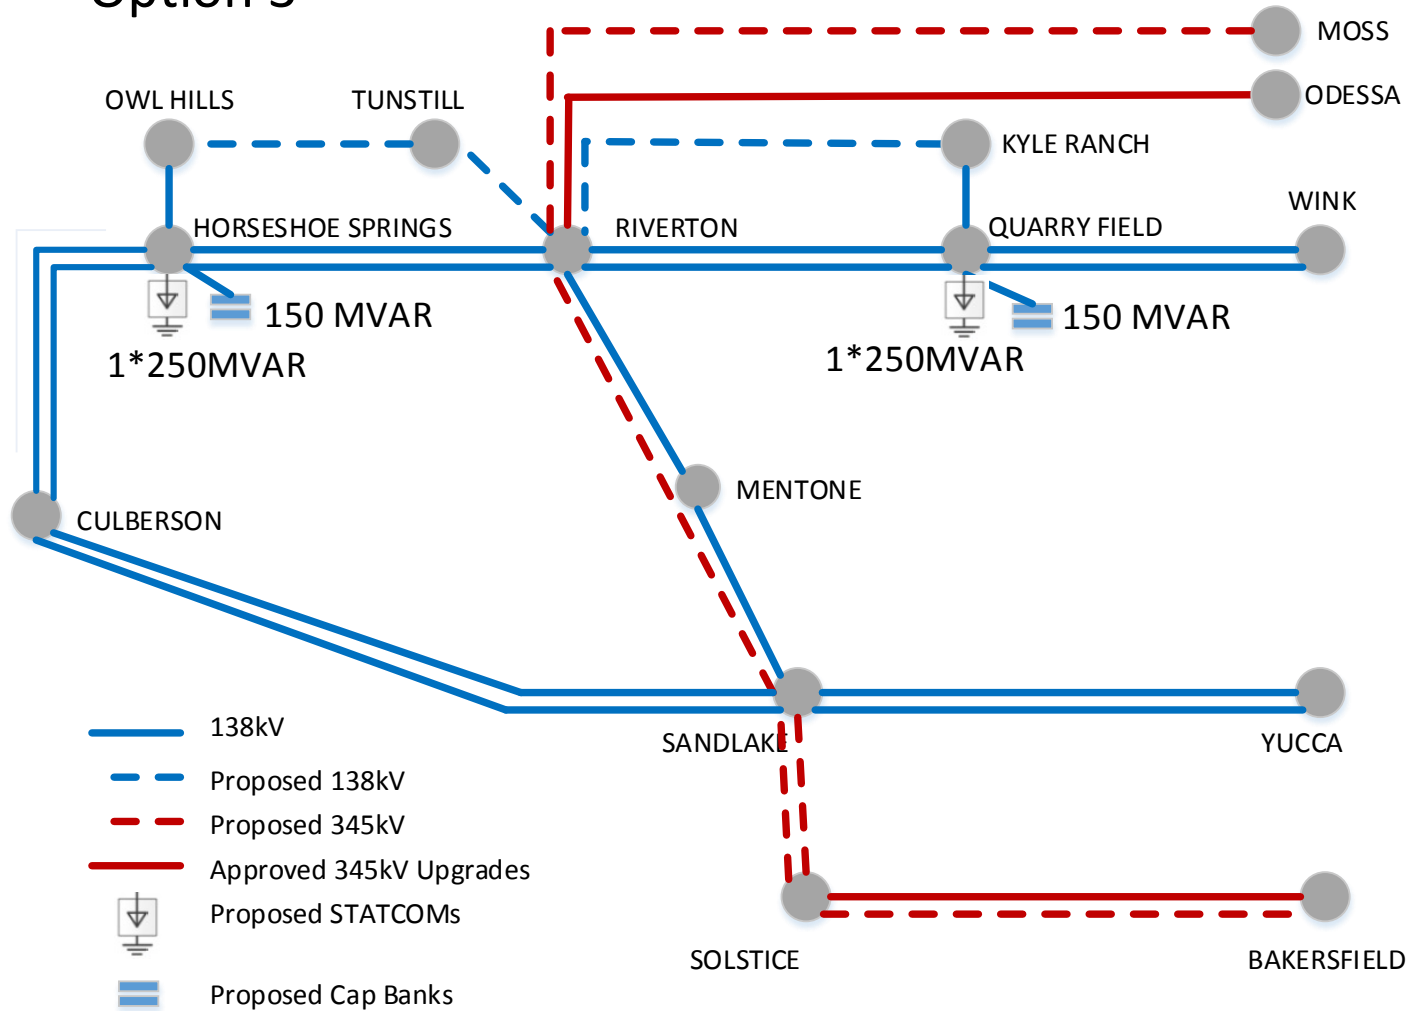 MOSS
ODESSA
OWL HILLS
TUNSTILL
KYLE RANCH
WINK
HORSESHOE SPRINGS
RIVERTON
QUARRY FIELD
150 MVAR
150 MVAR
1*250MVAR
1*250MVAR
MENTONE
CULBERSON
138kV
SANDLAKE
YUCCA
Proposed 138kV
Proposed 345kV
Approved 345kV Upgrades
Proposed STATCOMs
SOLSTICE
BAKERSFIELD
Proposed Cap Banks